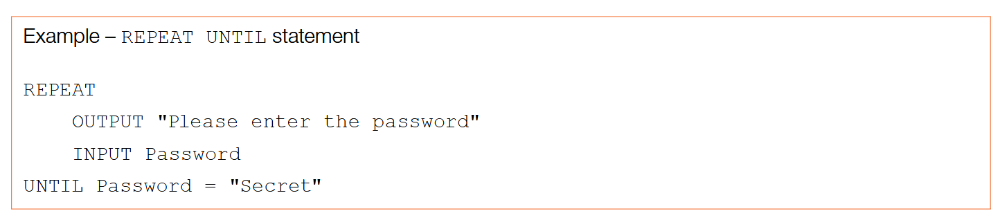 Example – REPEAT UNTIL statement
REPEAT
OUTPUT "Please enter the password"
INPUT Password
UNTIL Password = "Secret"